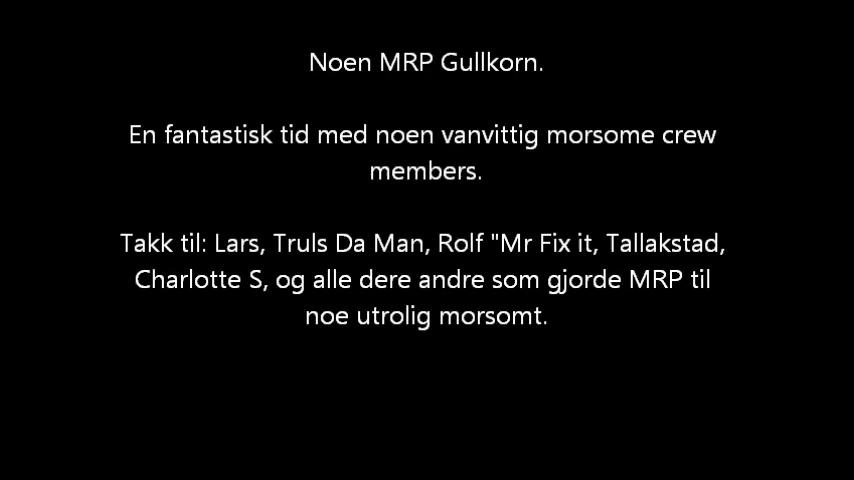 Noen MRP Gullkorn.
En fantastisk tid med noen vanvittig morsome crew
members.
Takk til: Lars, Truls Da Man, Rolf "Mr Fix it, Tallakstad,
Charlotte S, og alle dere andre som gjorde MRP til
noe utrolig morsomt.